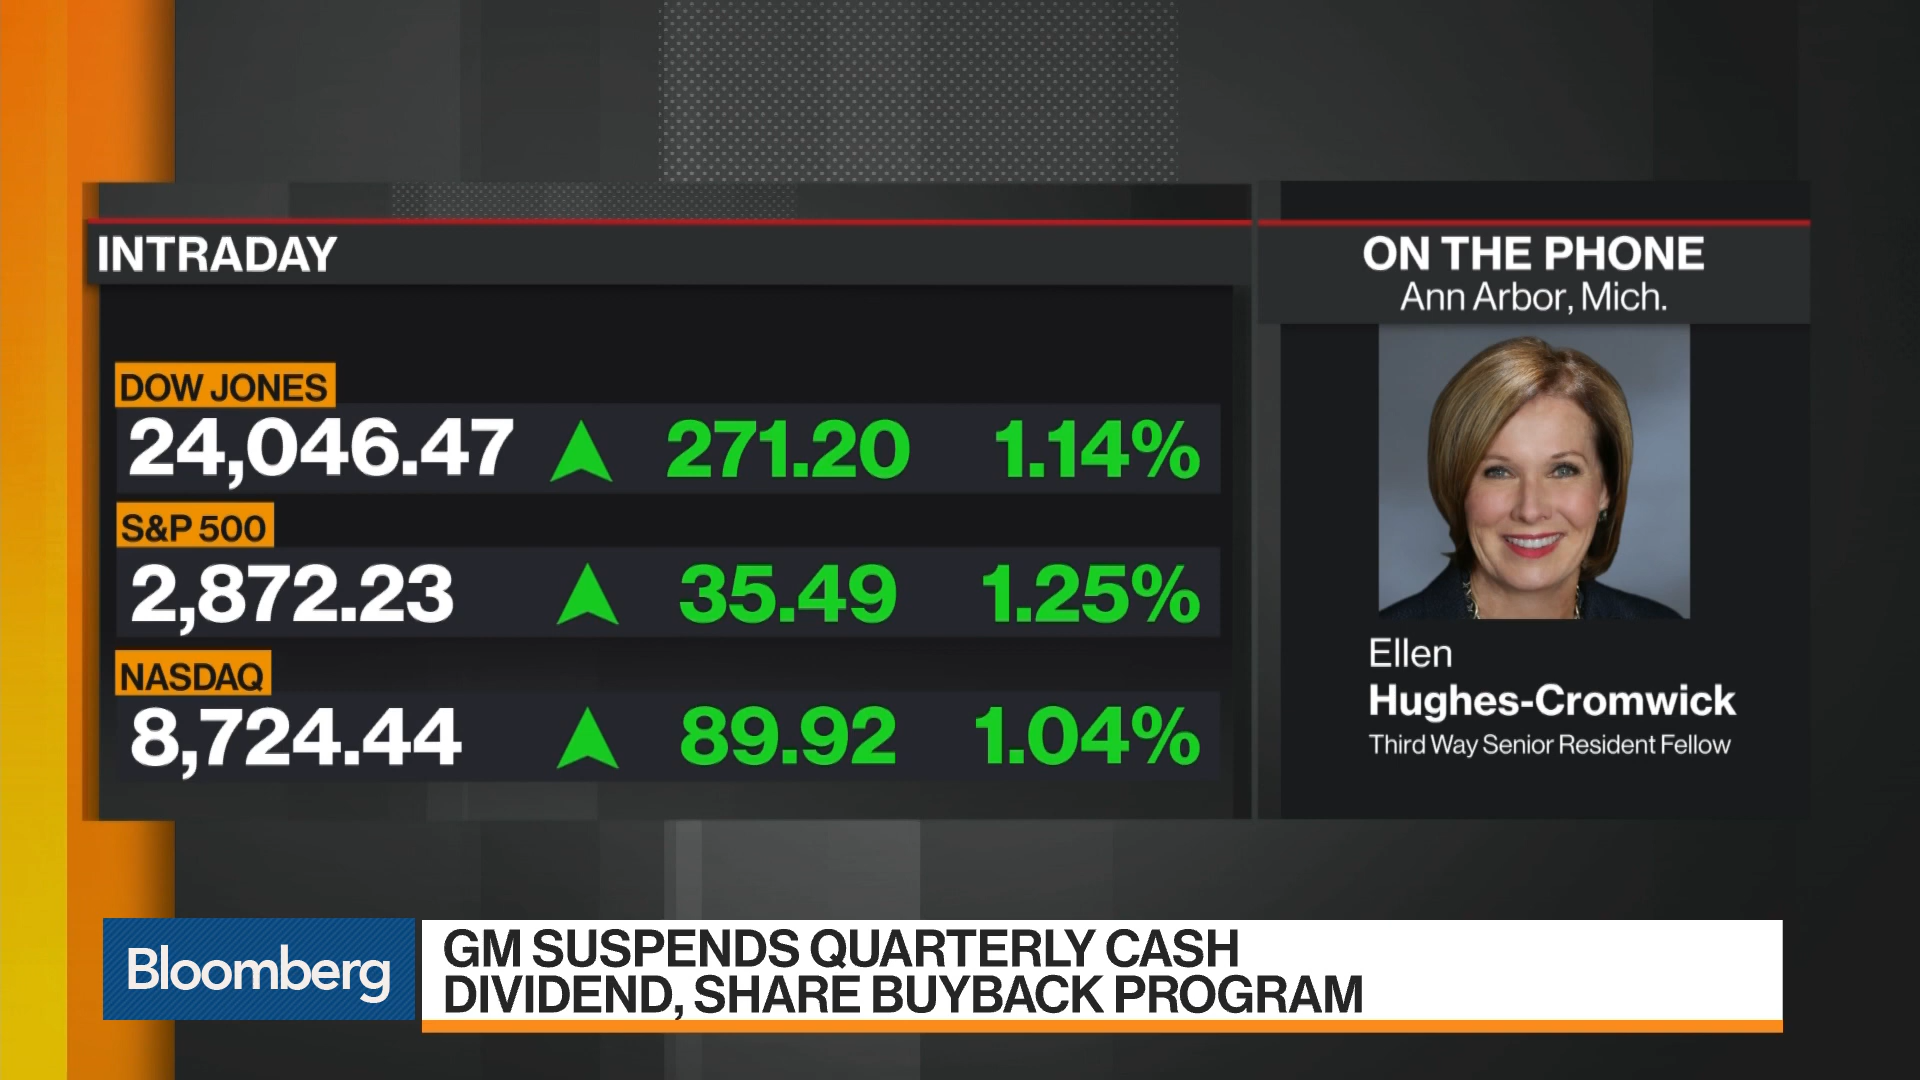 INTRADAY
DOW JONES
24,046.47 ▲ 271.20 1.14%
S&P 500
2,872.23 ▲ 35.49 1.25%
NASDAQ
8,724.44 ▲ 89.92 1.04%
ON THE PHONE
Ann Arbor, Mich.
Ellen
Hughes-Cromwick
Third Way Senior Resident Fellow
Bloomberg
GM SUSPENDS QUARTERLY CASH
DIVIDEND, SHARE BUYBACK PROGRAM